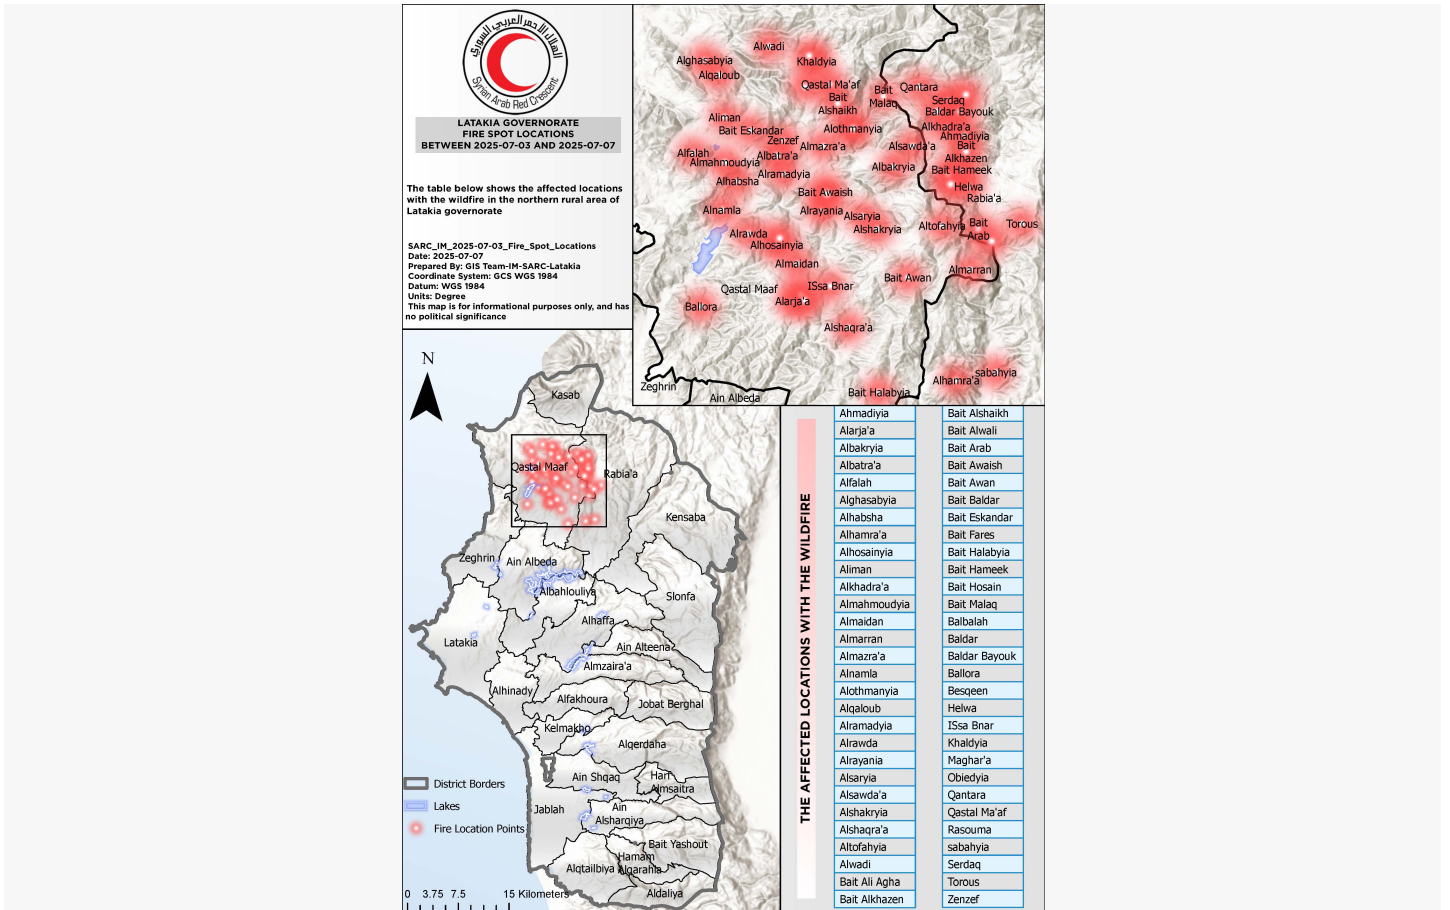 الهلال الأحمر العربي السوري
Syrian Arab Red Crescent
LATAKIA GOVERNORATE
FIRE SPOT LOCATIONS
BETWEEN 2025-07-03 AND 2025-07-07
The table below shows the affected locations
with the wildfire in the northern rural area of
Latakia governorate
SARC_IM_2025-07-03_Fire_Spot_Locations
Date: 2025-07-07
Prepared By: GIS Team-IM-SARC-Latakia
Coordinate System: GCS WGS 1984
Datum: WGS 1984
Units: Degree
This map is for informational purposes only, and has
no political significance
Alwadi
Alghasabyia
Khaldyia
Alqaloub
Qastal Ma'af
Bait
Alshaikh
Bait
Malaq
Qantara
Serdaq
Baldar Bayouk
Aliman
Bait Eskandar
Alothmanyia
Alkhadra'a
Ahmadiyia
Zenzef
Almazra'a
Alsawda'a
Bait
Alkhazen
Alfalah
Almahmoudyia
Albatra'a
Albakryia
Bait Hameek
Alramadyia
Alhabsha
Bait Awaish
Helwa
Rabia'a
Alnamla
Alrayania
Alsaryia
Alshakryia
Altofahyia
Bait
Arab
Torous
Alrawda
Alhosainyia
Almaidan
Almarran
Bait Awan
Qastal Maaf
ISsa Bnar
Alarja'a
Ballora
Alshaqra'a
sabahyia
Alhamra'a
Zeghrin
Ain Albeda
Bait Halabyia
N
Kasab
Qastal Maaf
Rabia'a
Kensaba
Zeghrin
Ain Albeda
Albahlouliya
Slonfa
Alhaffa
Latakia
Ain Alteena
Almzaira'a
Alhinady
Alfakhoura
Jobat Berghal
Kelmakho
Alqerdaha
Ain Shqaq
Harf
Almsaitra
Jablah
Ain
Alsharqiya
Bait Yashout
Hamam
Alqarahla
Alqtailbiya
Aldaliya
District Borders
Lakes
Fire Location Points
0 3.75 7.5 15 Kilometers
THE AFFECTED LOCATIONS WITH THE WILDFIRE
Ahmadiyia
Alarja'a
Albakryia
Albatra'a
Alfalah
Alghasabyia
Alhabsha
Alhamra'a
Alhosainyia
Aliman
Alkhadra'a
Almahmoudyia
Almaidan
Almarran
Almazra'a
Alnamla
Alothmanyia
Alqaloub
Alramadyia
Alrawda
Alrayania
Alsaryia
Alsawda'a
Alshakryia
Alshaqra'a
Altofahyia
Alwadi
Bait Ali Agha
Bait Alkhazen
Bait Alshaikh
Bait Alwali
Bait Arab
Bait Awaish
Bait Awan
Bait Baldar
Bait Eskandar
Bait Fares
Bait Halabyia
Bait Hameek
Bait Hosain
Bait Malaq
Balbalah
Baldar
Baldar Bayouk
Ballora
Besqeen
Helwa
ISsa Bnar
Khaldyia
Maghar'a
Obiedyia
Qantara
Qastal Ma'af
Rasouma
sabahyia
Serdaq
Torous
Zenzef